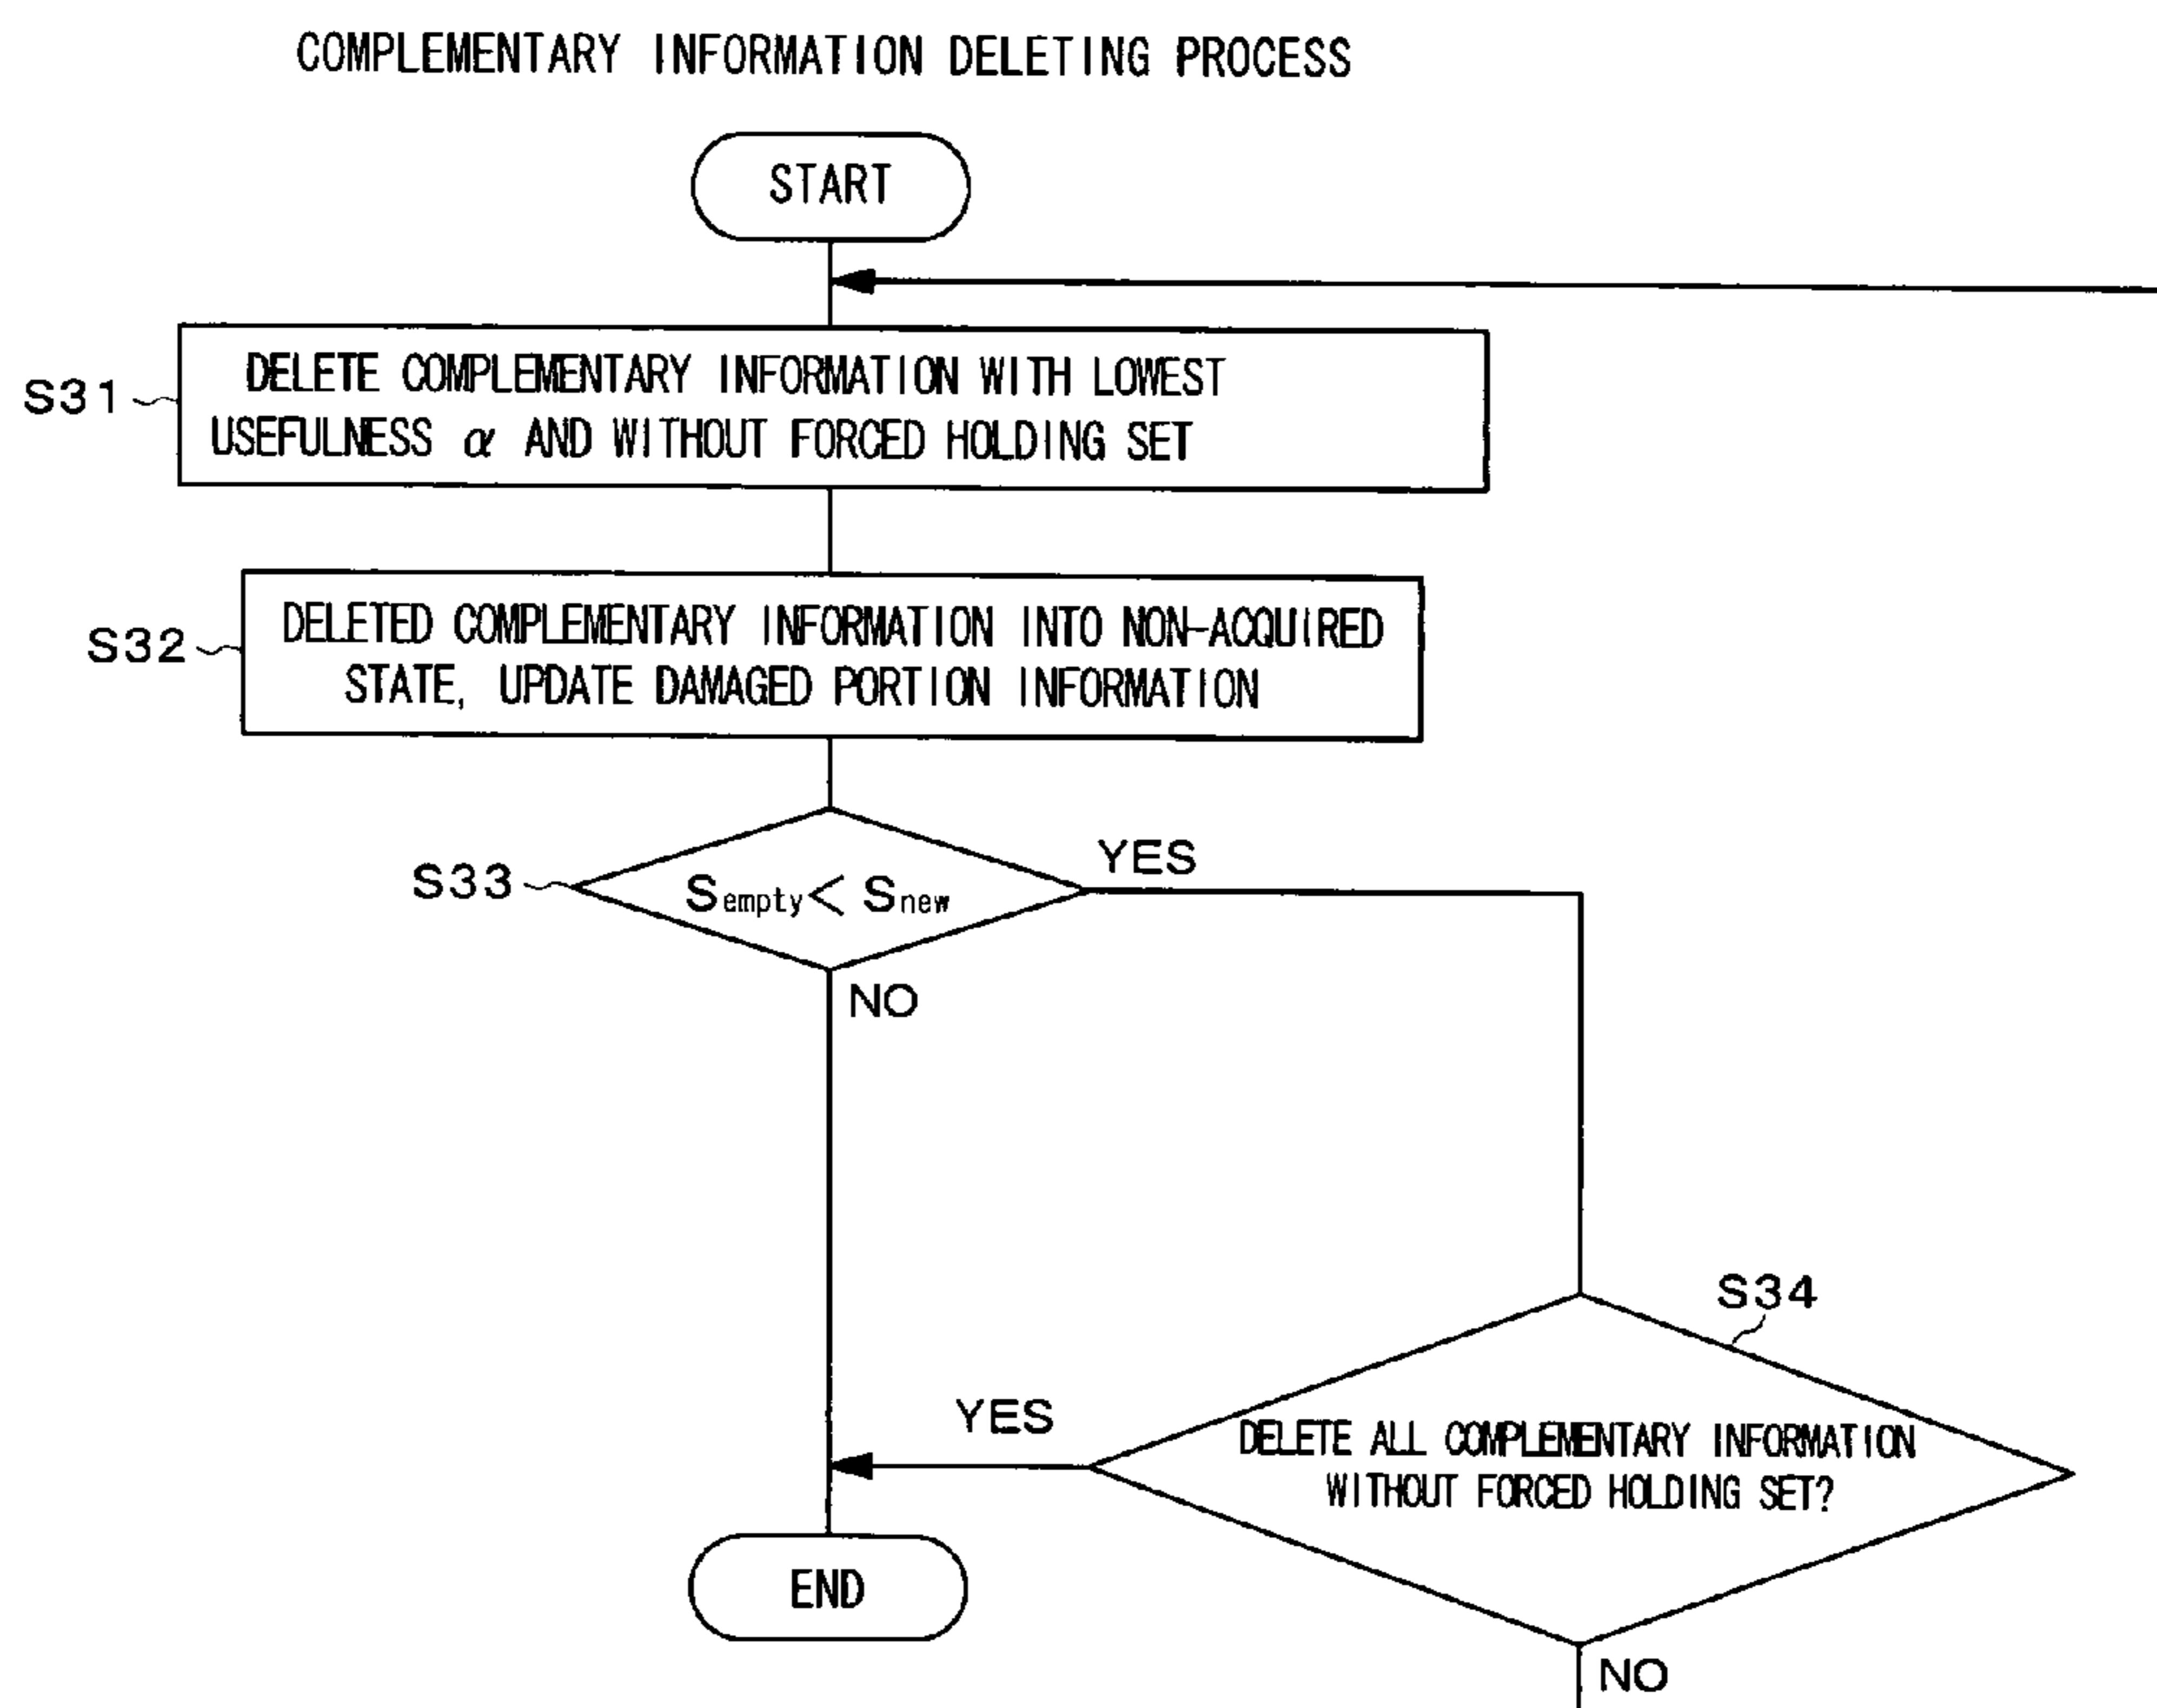 COMPLEMENTARY INFORMATION DELETING PROCESS
START
S31
DELETE COMPLEMENTARY INFORMATION WITH LOWEST
USEFULNESS α AND WITHOUT FORCED HOLDING SET
S32
DELETED COMPLEMENTARY INFORMATION INTO NON-ACQUIRED
STATE, UPDATE DAMAGED PORTION INFORMATION
S33
Sempty< Snew
YES
NO
S34
DELETE ALL COMPLEMENTARY INFORMATION
WITHOUT FORCED HOLDING SET?
YES
END
NO